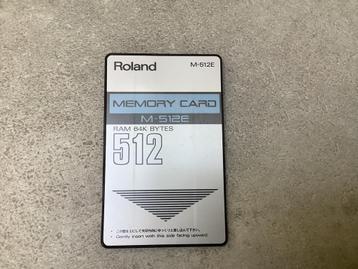 Roland M-512E
MEMORY CARD
M-512E
RAM 64K BYTES
512
Gently insert with this side facing upward.